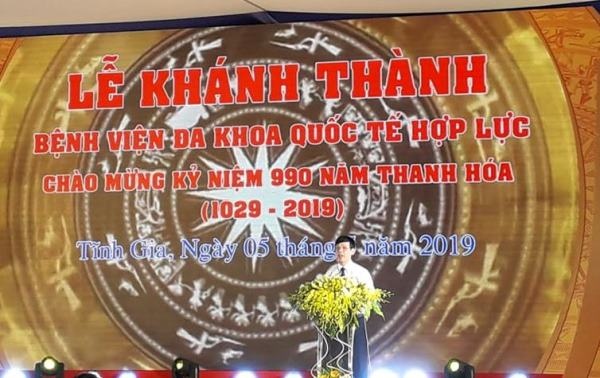 LỄ KHÁNH THÀNH
BỆNH VIỆN ĐA KHOA QUỐC TẾ HỢP LỰC
CHÀO MỪNG KỶ NIỆM 990 NĂM THANH HÓA
(1029 - 2019)
Tĩnh Gia, Ngày 05 tháng năm 2019